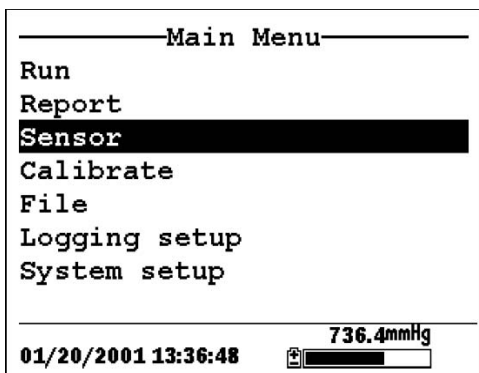 Main Menu
Run
Report
Sensor
Calibrate
File
Logging setup
System setup
736.4mmHg
01/20/2001 13:36:48